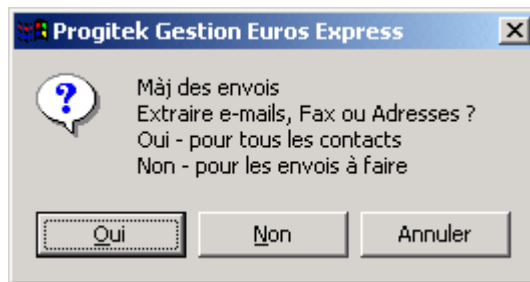 Progitek Gestion Euros Express
Màj des envois
Extraire e-mails, Fax ou Adresses ?
Oui - pour tous les contacts
Non - pour les envois à faire
Oui
Non
Annuler